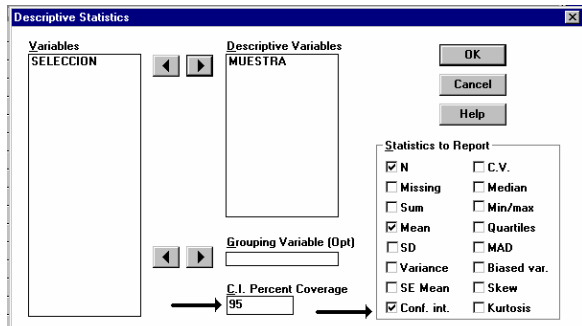 Descriptive Statistics
Variables
SELECCION
Descriptive Variables
MUESTRA
OK
Cancel
Help
Grouping Variable (Opt)
C.I. Percent Coverage
95
Statistics to Report
N
C.V.
Missing
Median
Sum
Min/max
Mean
Quartiles
SD
MAD
Variance
Biased var.
SE Mean
Skew
Conf. int.
Kurtosis